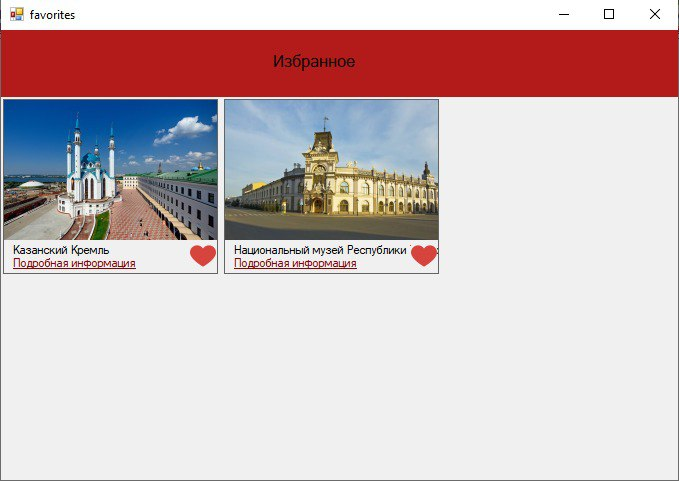 favorites
Избранное
Казанский Кремль
Подробная информация
Национальный музей Республики
Подробная информация